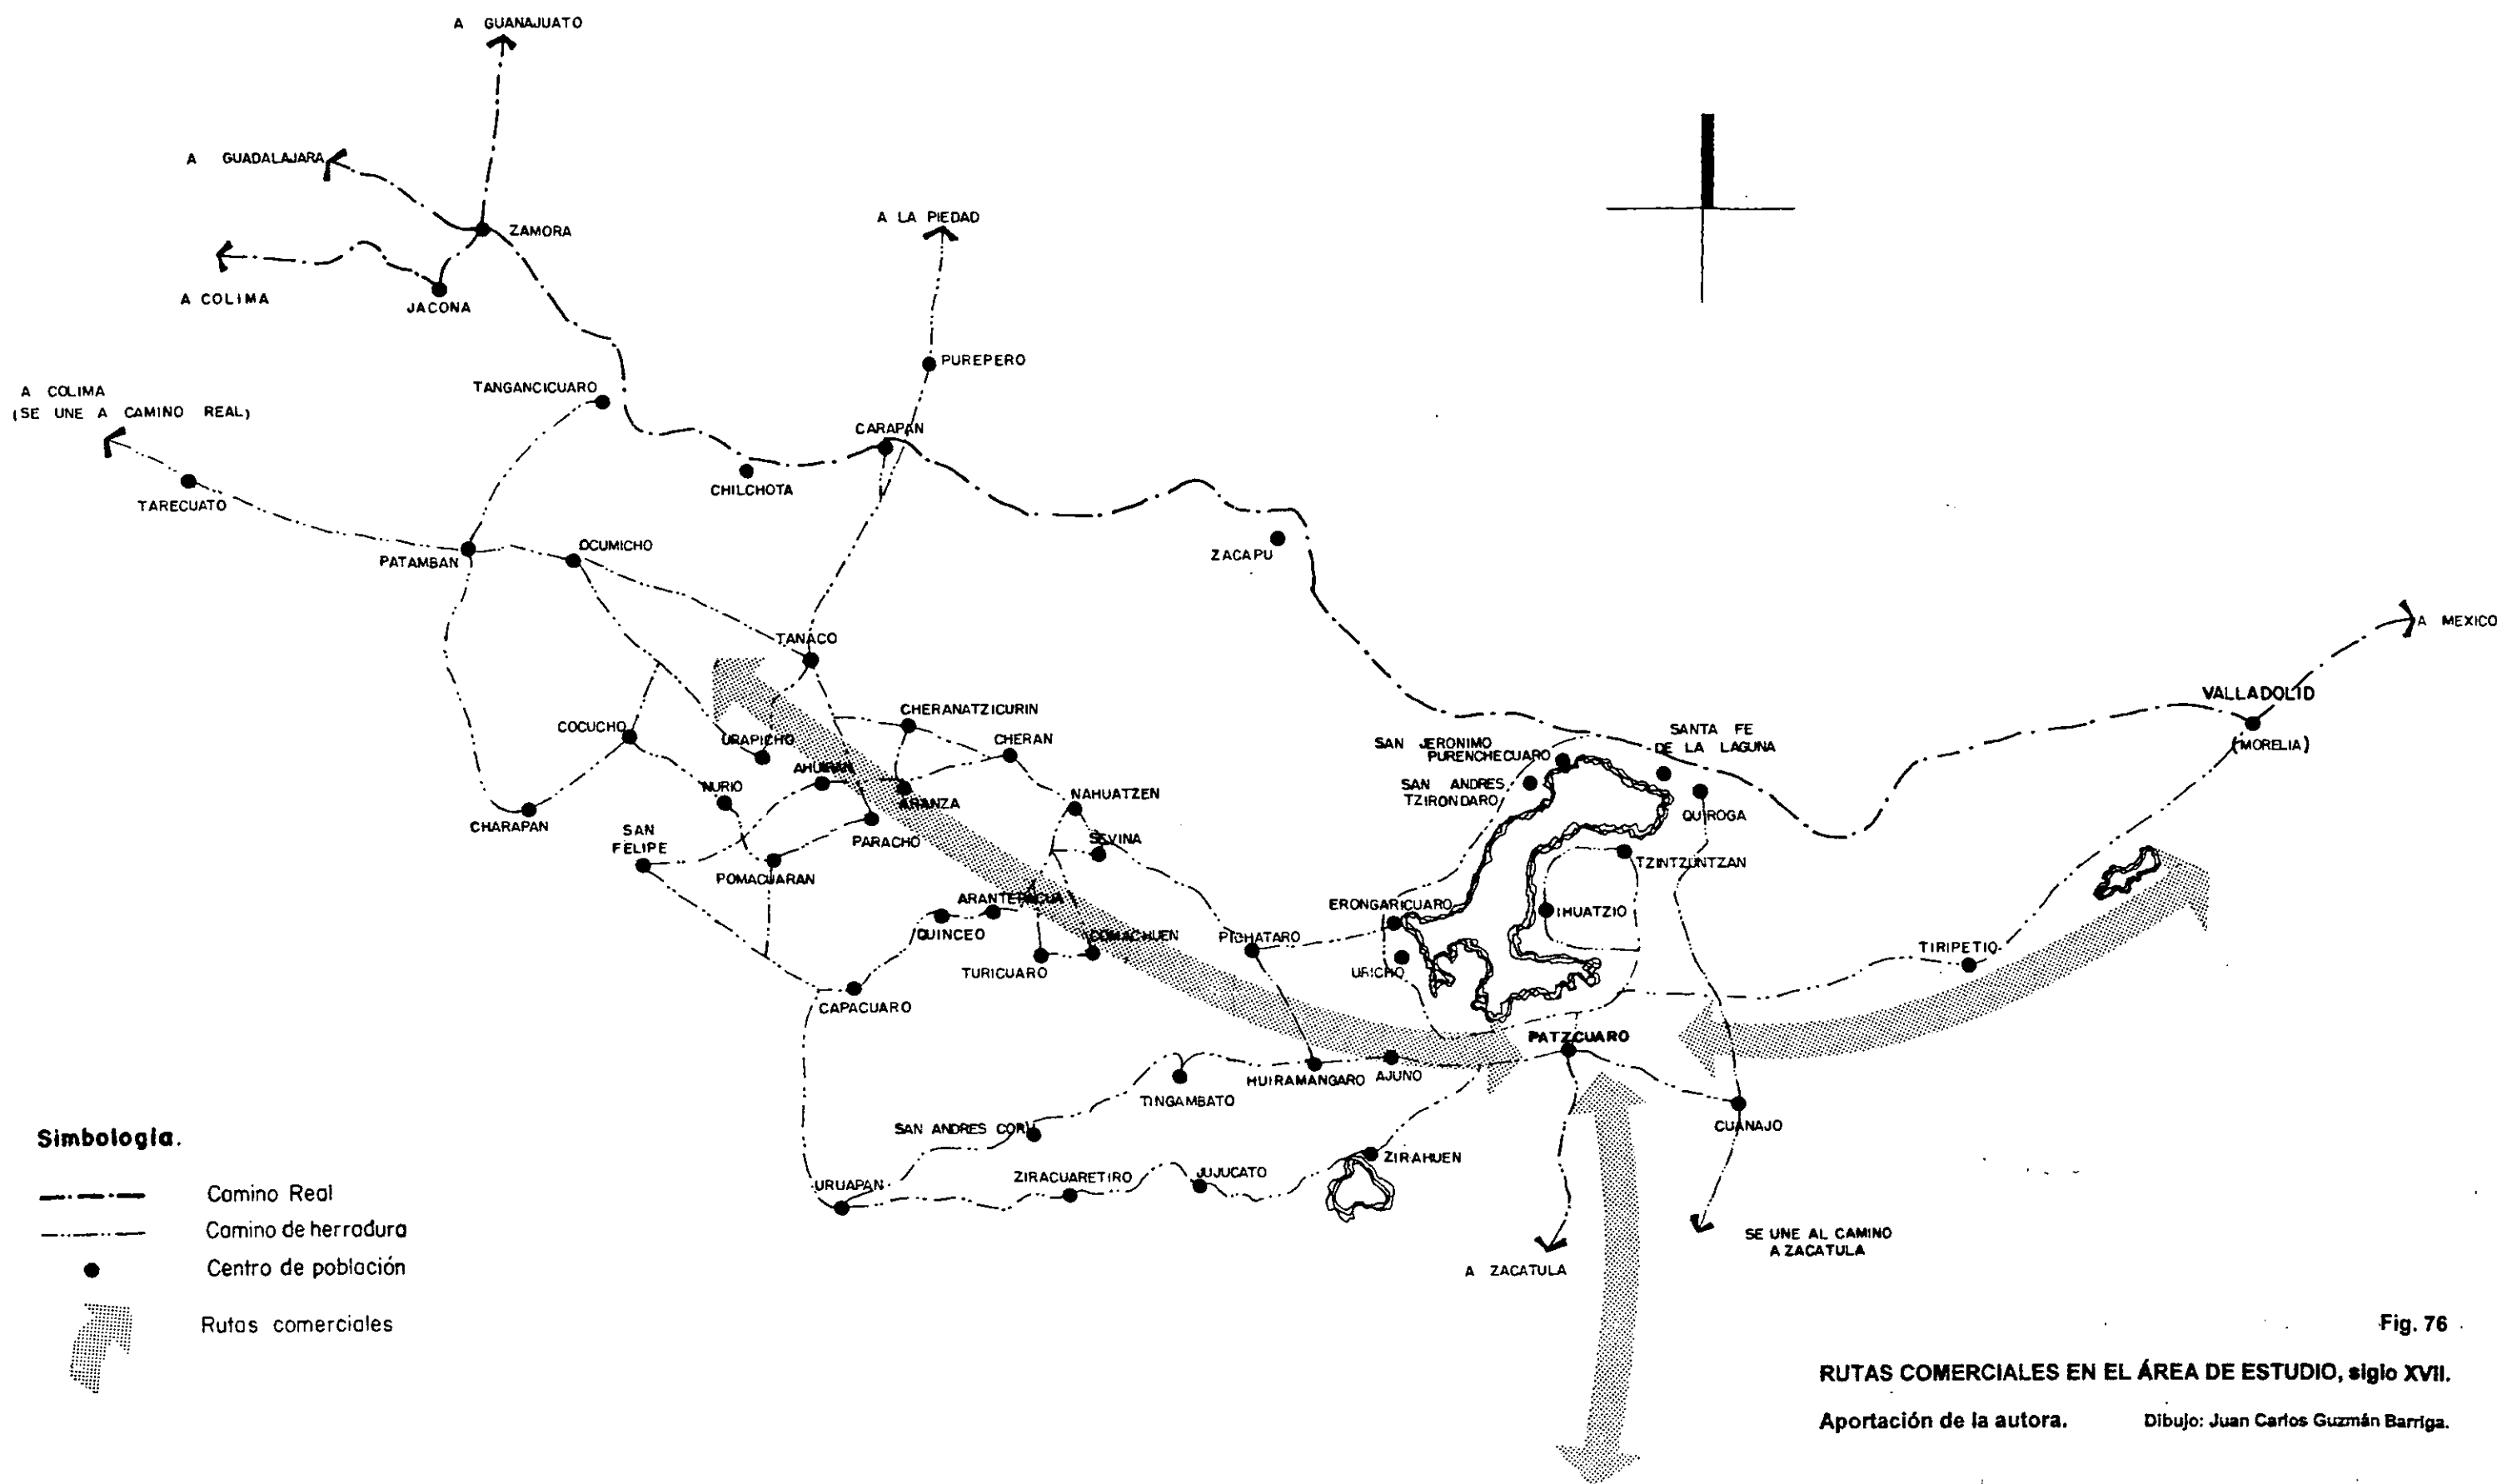 A GUANAJUATO
A GUADALAJARA
ZAMORA
A LA PIEDAD
A COLIMA
JACONA
PUREPERO
TANGANCICUARO
A COLIMA
(SE UNE A CAMINO REAL)
CARAPAN
CHILCHOTA
TARECUATO
ZACAPU
OCUMICHO
PATAMBAN
A MEXICO
TANACO
VALLADOLID
(MORELIA)
CHERANATZICURIN
COCUCHO
URAPICHO
CHERAN
SAN JERONIMO
PURENCHECUARO
SANTA FE
DE LA LAGUNA
AHUIRAN
NURIO
ARANZA
NAHUATZEN
SAN ANDRES
TZIRONDARO
QUIROGA
CHARAPAN
SAN
FELIPE
PARACHO
SEVINA
TZINTZUNTZAN
POMACUARAN
ARANTEPACUA
ERONGARICUARO
IHUATZIO
QUINCEO
COMACHUEN
PICHATARO
TIRIPETIO
TURICUARO
URICHO
CAPACUARO
PATZCUARO
HUIRAMANGARO
AJUNO
TINGAMBATO
CUANAJO
SAN ANDRES CORU
ZIRAHUEN
ZIRACUARETIRO
JUJUCATO
URUAPAN
SE UNE AL CAMINO
A ZACATULA
A ZACATULA
Simbología.
Camino Real
Camino de herradura
Centro de población
Rutas comerciales
Fig. 76
RUTAS COMERCIALES EN EL ÁREA DE ESTUDIO, siglo XVII.
Aportación de la autora.
Dibujo: Juan Carlos Guzmán Barriga.